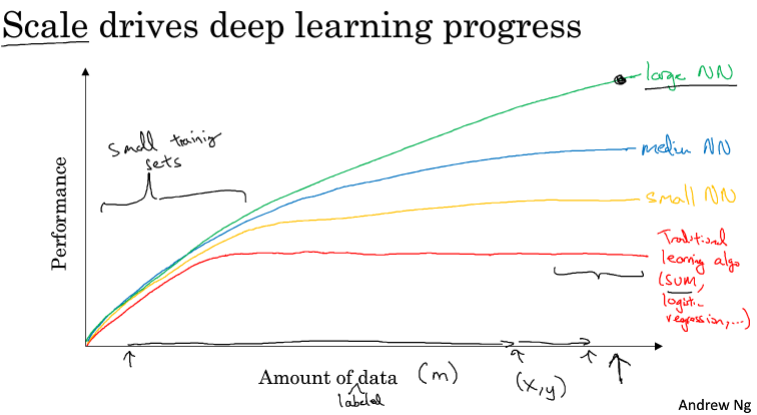 Scale drives deep learning progress
large NN
small training
sets
medium NN
small NN
Traditional
learning algo
(SVM,
logistic
regression,...)
Performance
Amount of data (m)
labeled
(x,y)
Andrew Ng